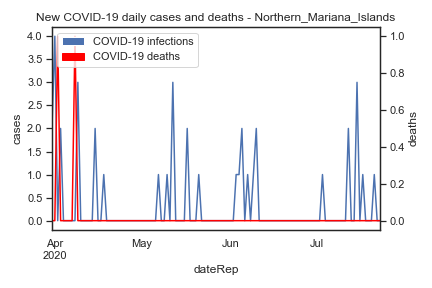 New COVID-19 daily cases and deaths - Northern_Mariana_Islands
COVID-19 infections
COVID-19 deaths
4.0
3.5
3.0
2.5
2.0
1.5
1.0
0.5
0.0
cases
1.0
0.8
0.6
0.4
0.2
0.0
deaths
Apr
2020
May
Jun
Jul
dateRep